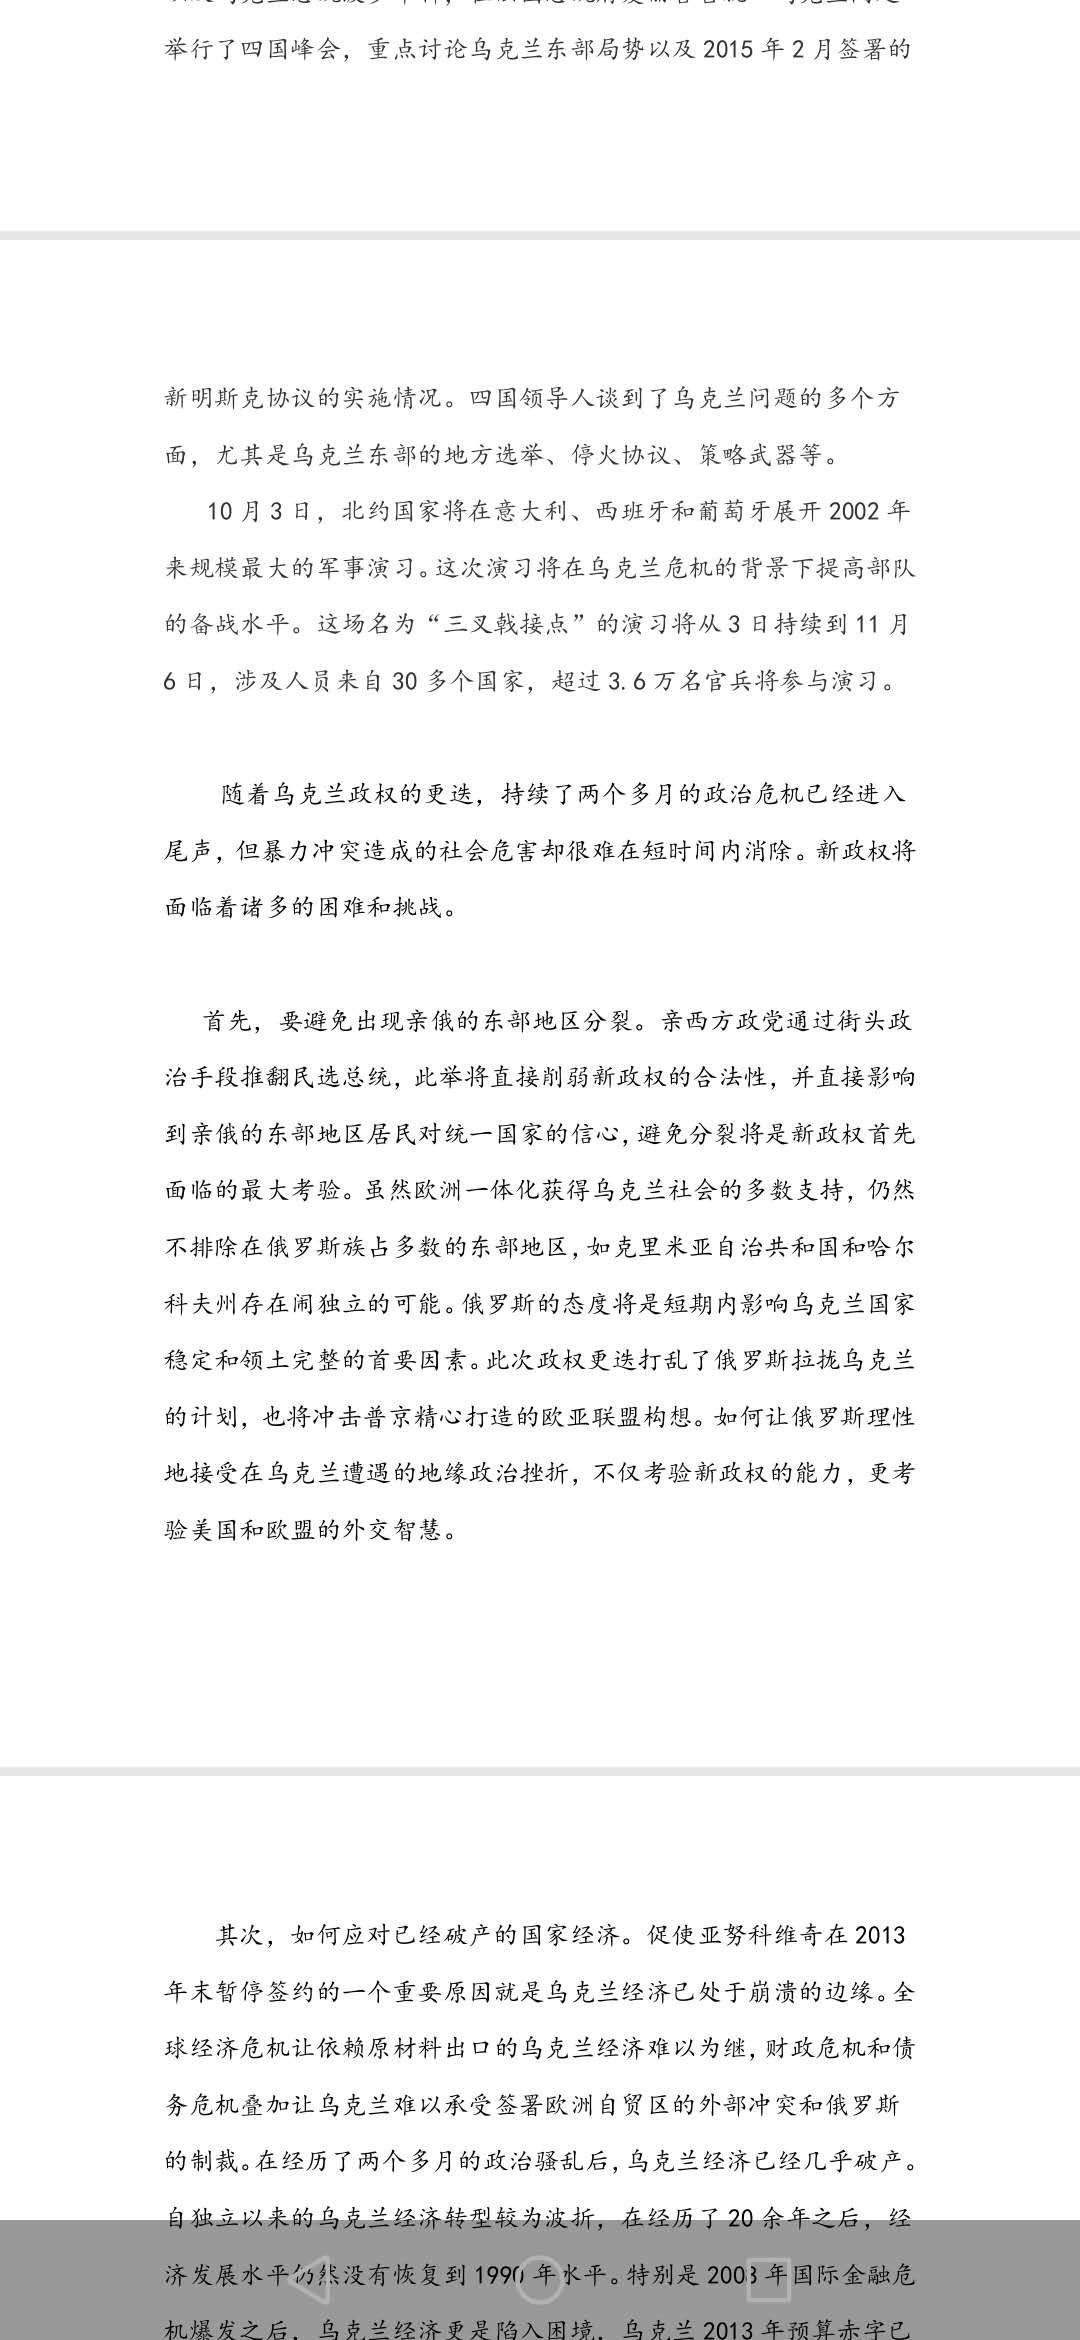 举行了四国峰会，重点讨论乌克兰东部局势以及 2015 年 2 月签署的
新明斯克协议的实施情况。四国领导人谈到了乌克兰问题的多个方
面，尤其是乌克兰东部的地方选举、停火协议、策略武器等。
10 月 3 日，北约国家将在意大利、西班牙和葡萄牙展开 2002 年
来规模最大的军事演习。这次演习将在乌克兰危机的背景下提高部队
的备战水平。这场名为“三叉戟接点”的演习将从 3 日持续到 11 月
6 日，涉及人员来自 30 多个国家，超过 3.6 万名官兵将参与演习。
随着乌克兰政权的更迭，持续了两个多月的政治危机已经进入
尾声，但暴力冲突造成的社会危害却很难在短时间内消除。新政权将
面临着诸多的困难和挑战。
首先，要避免出现亲俄的东部地区分裂。亲西方政党通过街头政
治手段推翻民选总统，此举将直接削弱新政权的合法性，并直接影响
到亲俄的东部地区居民对统一国家的信心，避免分裂将是新政权首先
面临的最大考验。虽然欧洲一体化获得乌克兰社会的多数支持，仍然
不排除在俄罗斯族占多数的东部地区，如克里米亚自治共和国和哈尔
科夫州存在闹独立的可能。俄罗斯的态度将是短期内影响乌克兰国家
稳定和领土完整的首要因素。此次政权更迭打乱了俄罗斯拉拢乌克兰
的计划，也将冲击普京精心打造的欧亚联盟构想。如何让俄罗斯理性
地接受在乌克兰遭遇的地缘政治挫折，不仅考验新政权的能力，更考
验美国和欧盟的外交智慧。
其次，如何应对已经破产的国家经济。促使亚努科维奇在 2013
年末暂停签约的一个重要原因就是乌克兰经济已处于崩溃的边缘。全
球经济危机让依赖原材料出口的乌克兰经济难以为继，财政危机和债
务危机叠加让乌克兰难以承受签署欧洲自贸区的外部冲突和俄罗斯
的制裁。在经历了两个多月的政治骚乱后，乌克兰经济已经几乎破产。
自独立以来的乌克兰经济转型较为波折，在经历了 20 余年之后，经
济发展水平仍然没有恢复到 1990 年水平。特别是 2008 年国际金融危
机爆发之后，乌克兰经济更是陷入困境，乌克兰 2013 年预算赤字已